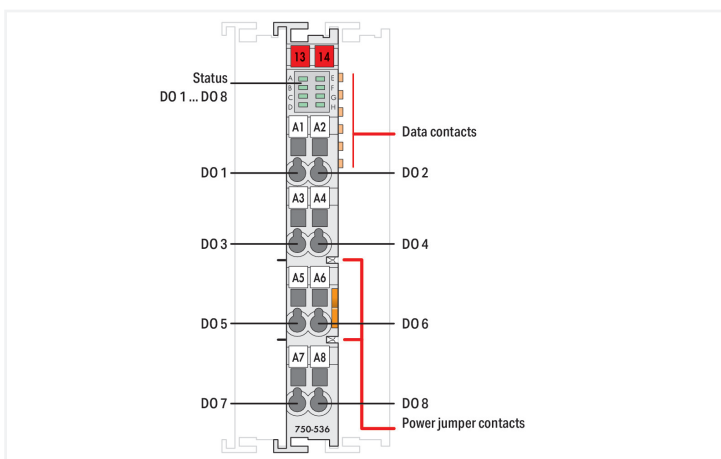 13 14
Status
DO 1 ... DO 8
A E
B F
C G
D H
Data contacts
A1 A2
DO 1 DO 2
A3 A4
DO 3 DO 4
A5 A6
DO 5 DO 6
A7 A8
DO 7 DO 8
Power jumper contacts
750-536